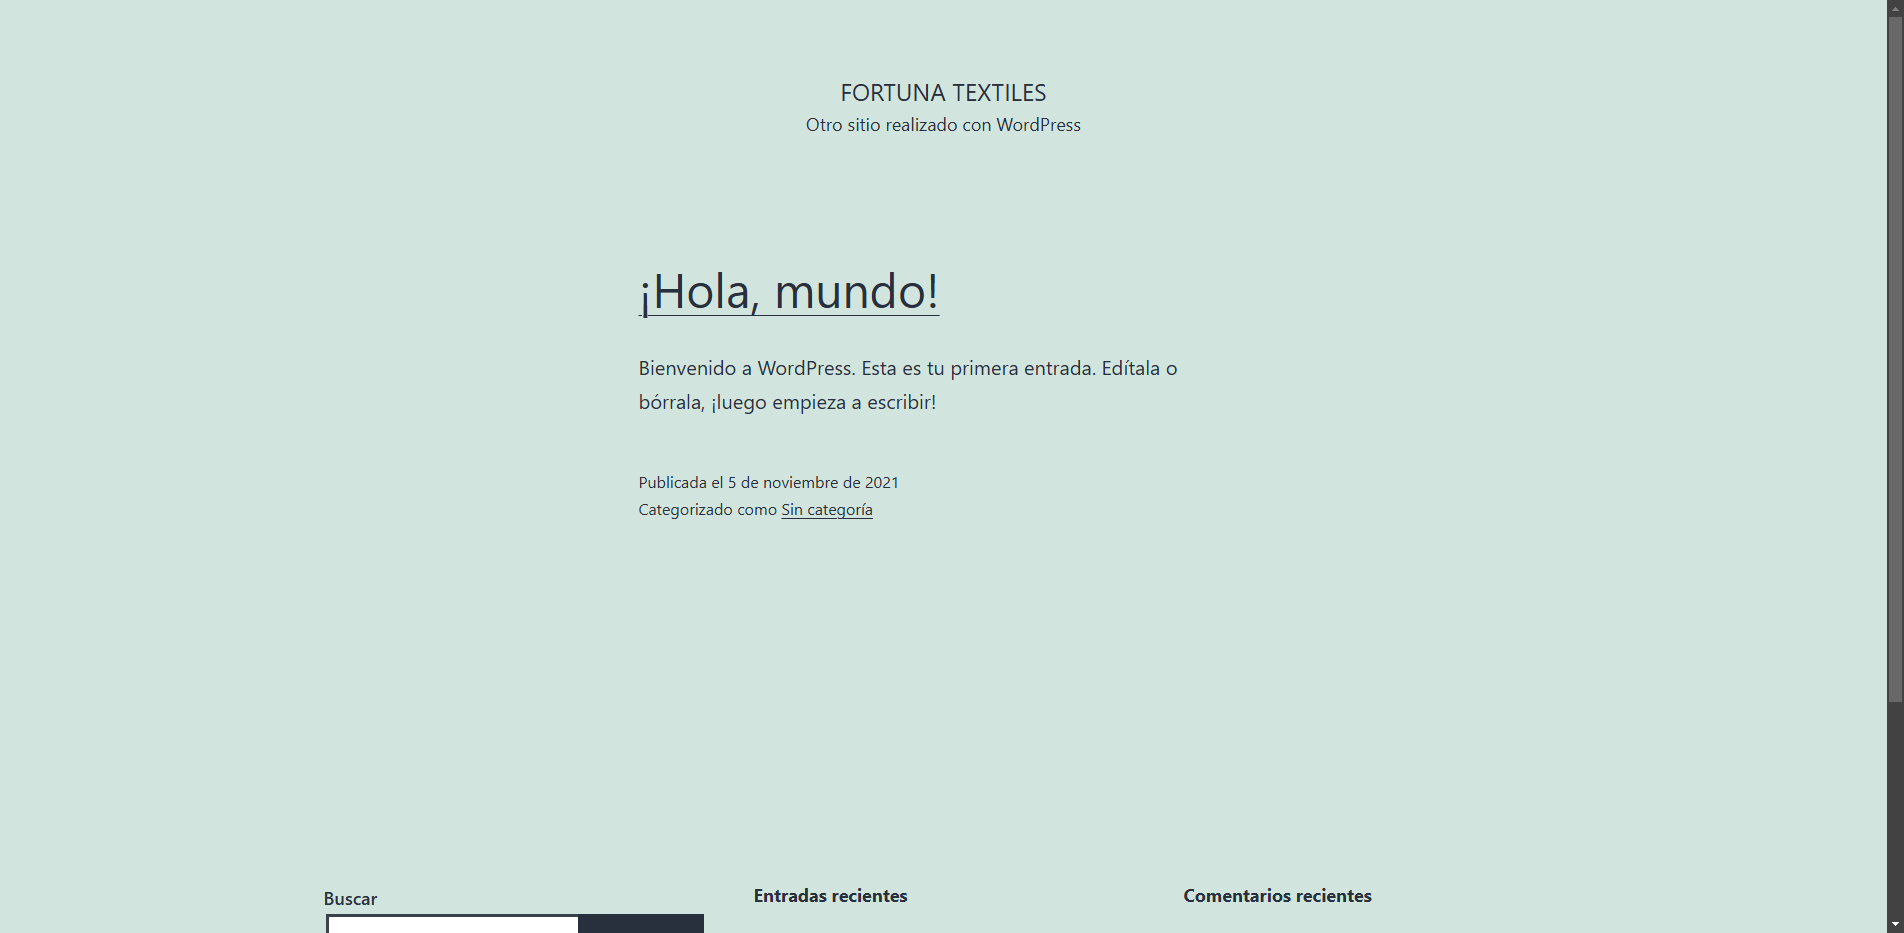 FORTUNA TEXTILES
Otro sitio realizado con WordPress
¡Hola, mundo!
Bienvenido a WordPress. Esta es tu primera entrada. Edítala o
bórrala, ¡luego empieza a escribir!
Publicada el 5 de noviembre de 2021
Categorizado como Sin categoría
Buscar
Entradas recientes
Comentarios recientes